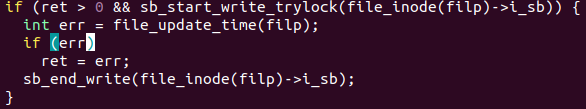 if (ret > 0 && sb_start_write_trylock(file_inode(filp)->i_sb)) {
  int err = file_update_time(filp);
  if (err)
    ret = err;
  sb_end_write(file_inode(filp)->i_sb);
}